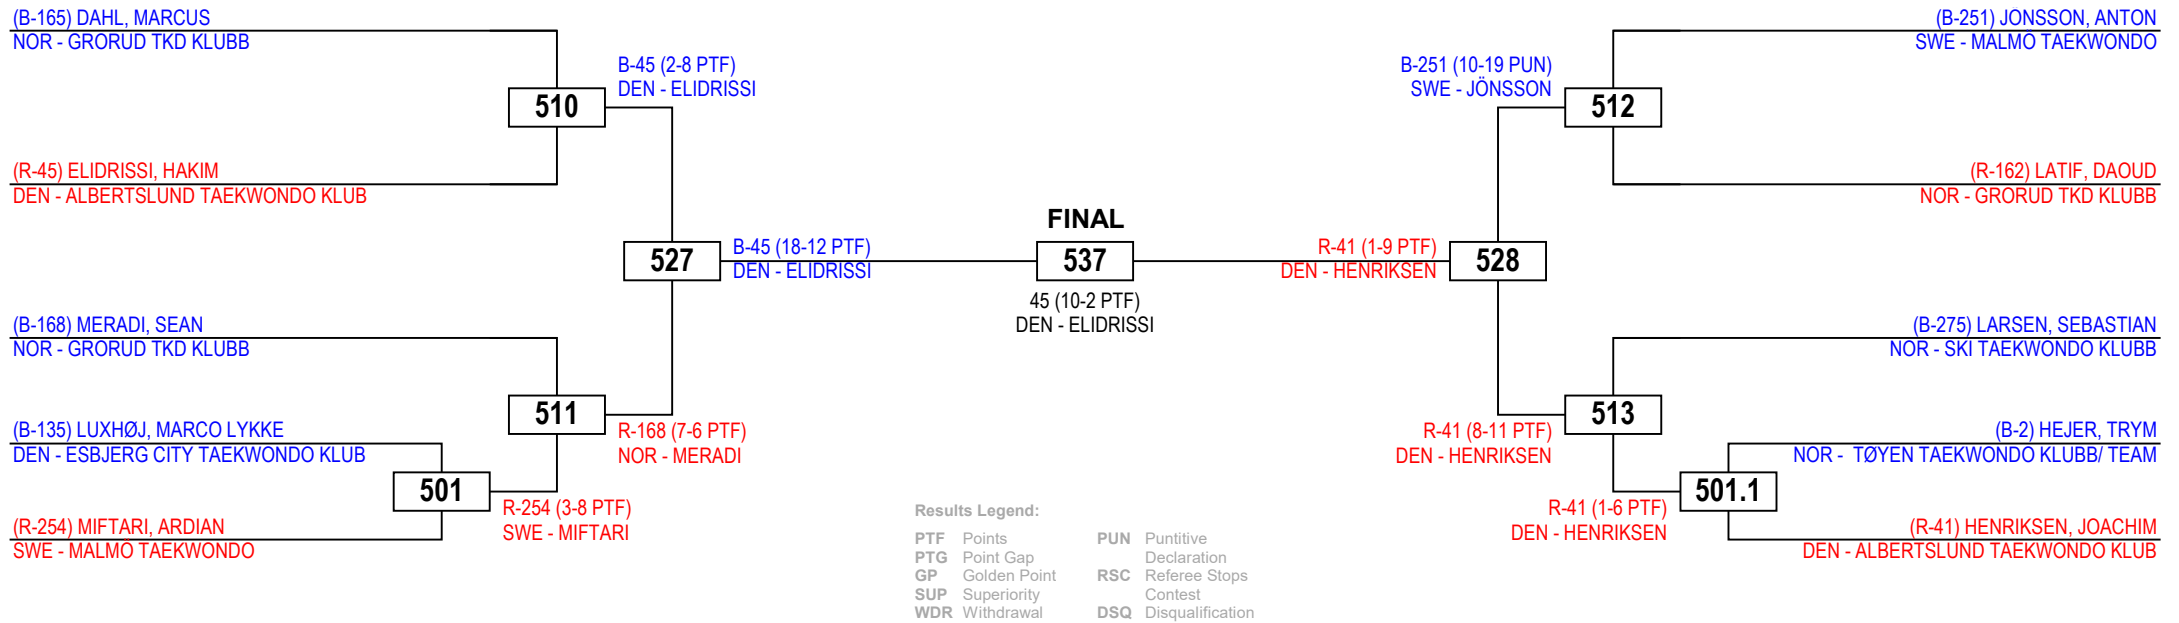 (B-165) DAHL, MARCUS
NOR - GRORUD TKD KLUBB
B-45 (2-8 PTF)
DEN - ELIDRISSI
510
(R-45) ELIDRISSI, HAKIM
DEN - ALBERTSLUND TAEKWONDO KLUB
527
B-45 (18-12 PTF)
DEN - ELIDRISSI
(B-168) MERADI, SEAN
NOR - GRORUD TKD KLUBB
511
R-168 (7-6 PTF)
NOR - MERADI
(B-135) LUXHØJ, MARCO LYKKE
DEN - ESBJERG CITY TAEKWONDO KLUB
501
R-254 (3-8 PTF)
SWE - MIFTARI
(R-254) MIFTARI, ARDIAN
SWE - MALMÖ TAEKWONDO
FINAL
537
45 (10-2 PTF)
DEN - ELIDRISSI
(B-251) JÖNSSON, ANTON
SWE - MALMÖ TAEKWONDO
B-251 (10-19 PUN)
SWE - JÖNSSON
512
(R-162) LATIF, DAOUD
NOR - GRORUD TKD KLUBB
R-41 (1-9 PTF)
DEN - HENRIKSEN
528
(B-275) LARSEN, SEBASTIAN
NOR - SKI TAEKWONDO KLUBB
513
R-41 (8-11 PTF)
DEN - HENRIKSEN
(B-2) HEJER, TRYM
NOR - TØYEN TAEKWONDO KLUBB/ TEAM
501.1
R-41 (1-6 PTF)
DEN - HENRIKSEN
(R-41) HENRIKSEN, JOACHIM
DEN - ALBERTSLUND TAEKWONDO KLUB
Results Legend:
PTF Points
PTG Point Gap
GP Golden Point
SUP Superiority
WDR Withdrawal
PUN Puntitive
Declaration
RSC Referee Stops
Contest
DSQ Disqualification